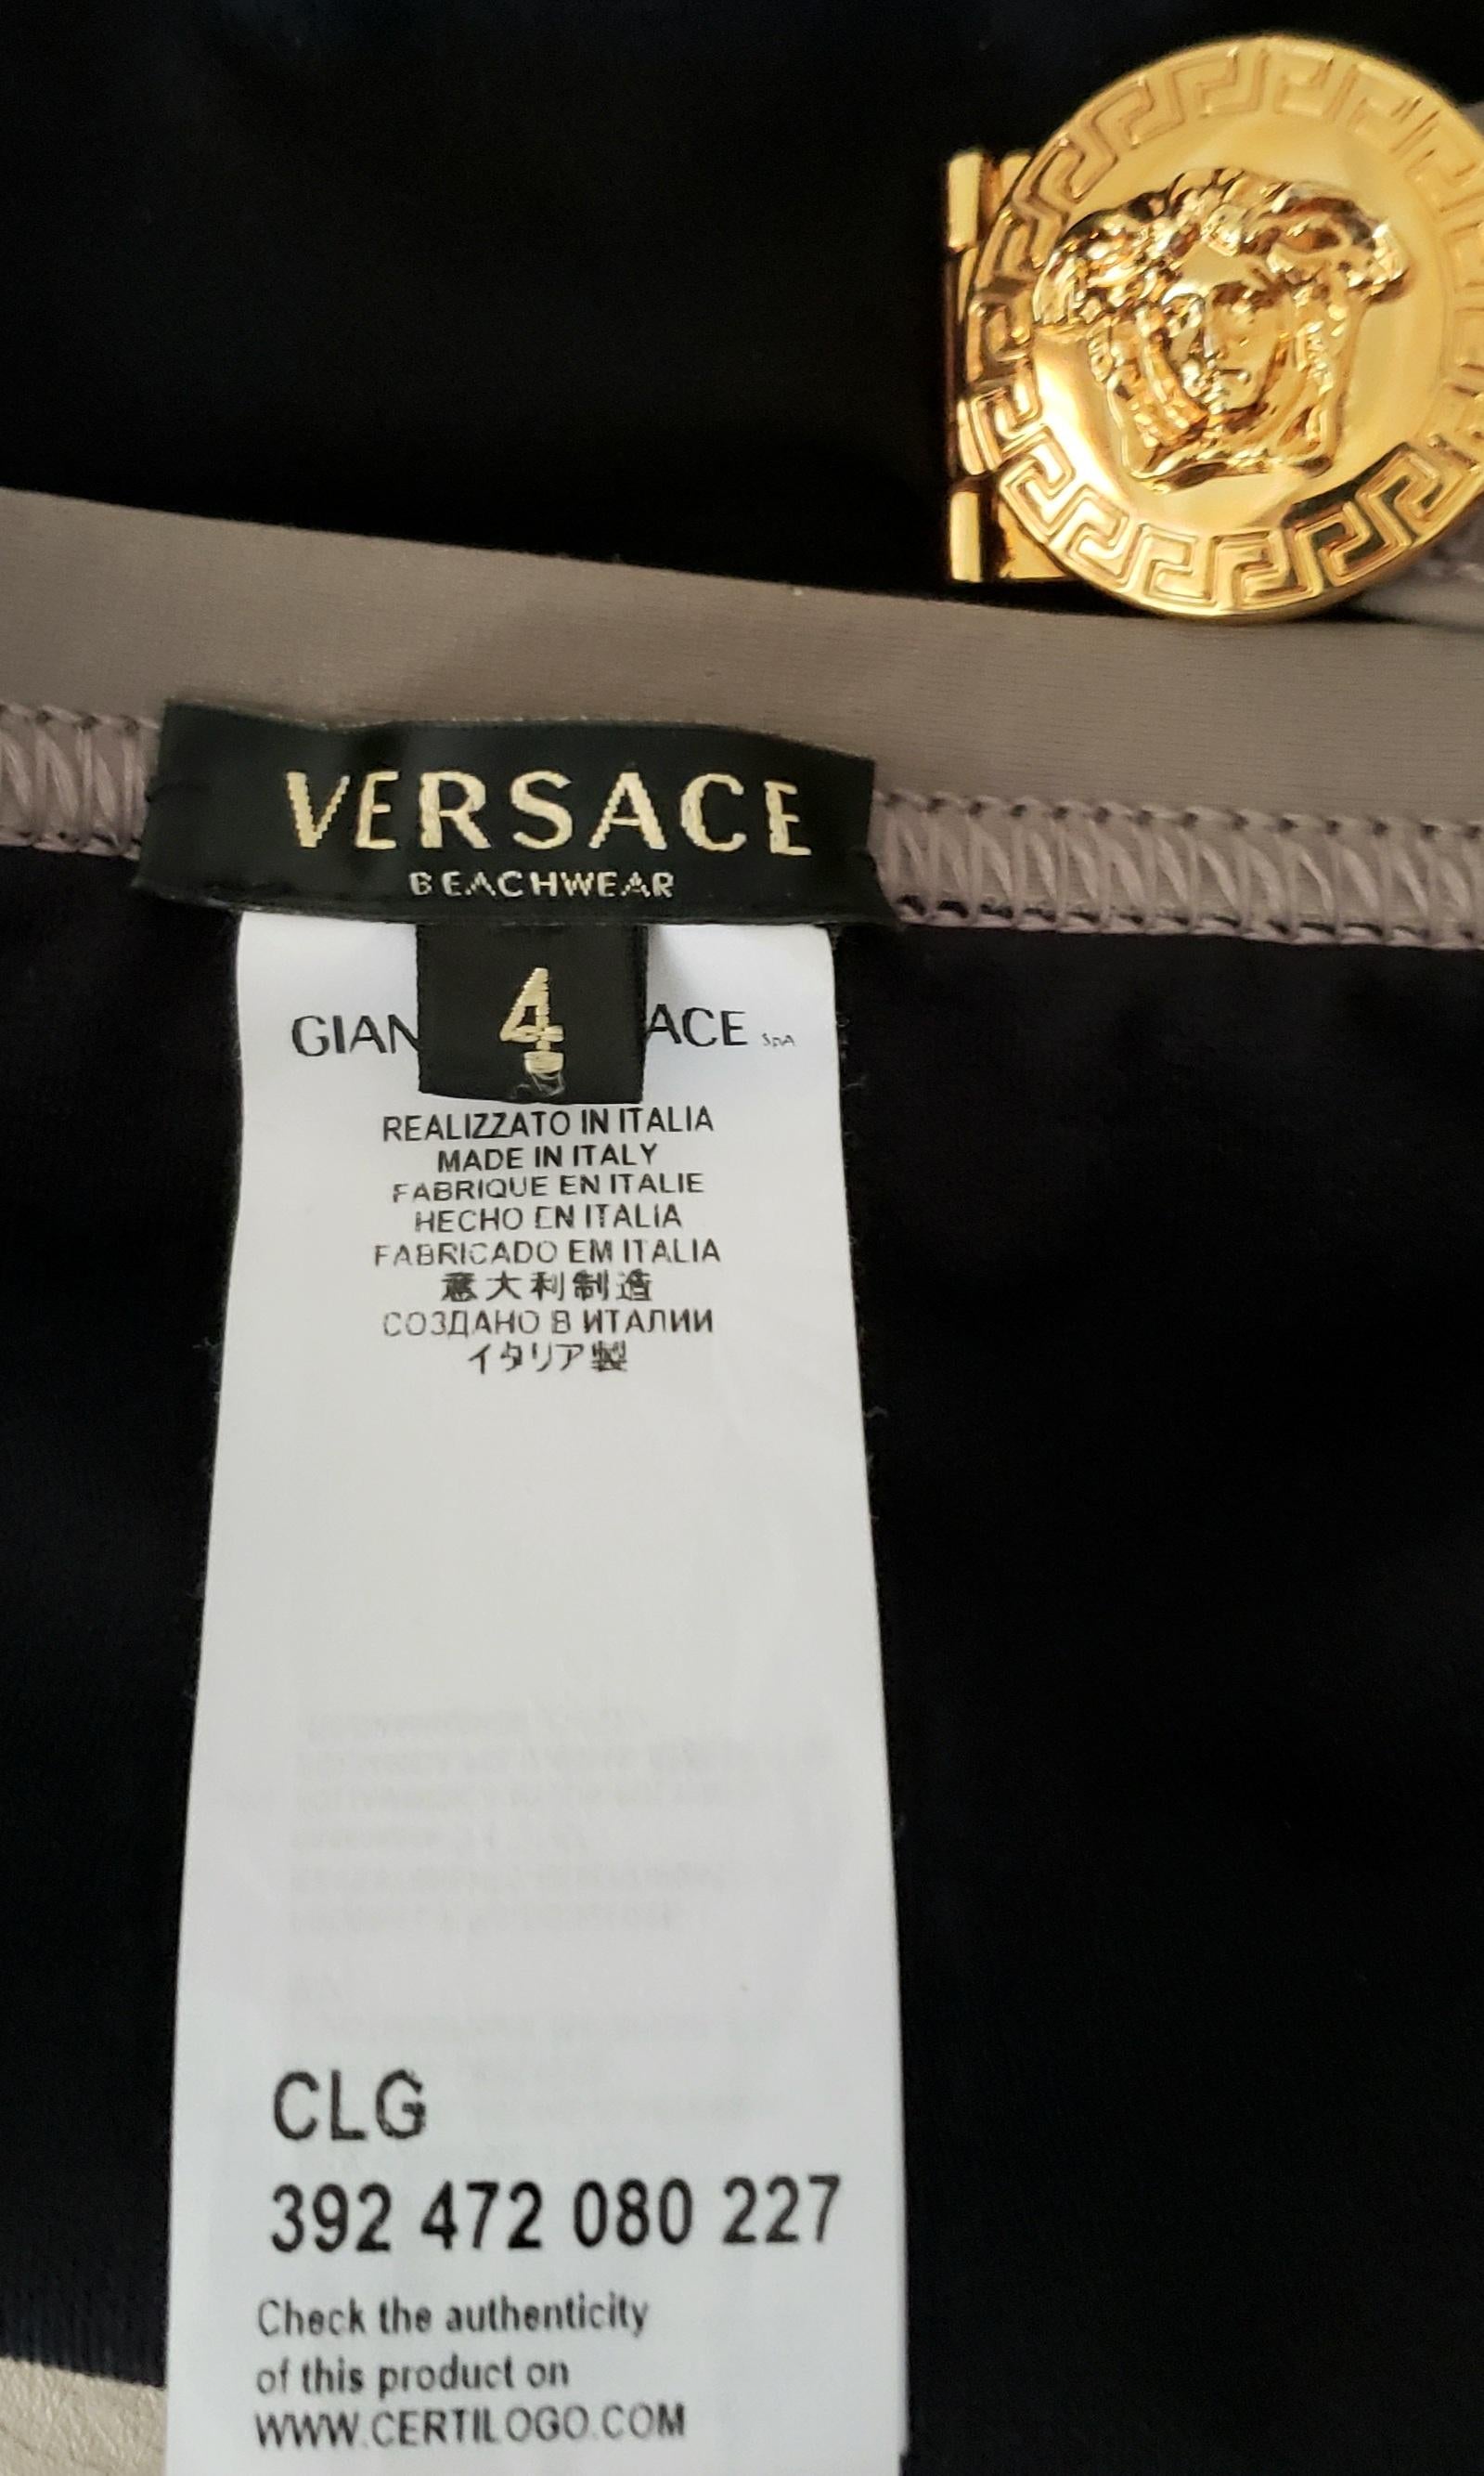 VERSACE
BEACHWEAR
4
GIAN ACE SpA
REALIZZATO IN ITALIA
MADE IN ITALY
FABRIQUE EN ITALIE
HECHO EN ITALIA
FABRICADO EM ITALIA
意大利制造
СОЗДАНО В ИТАЛИИ
イタリア製
CLG
392 472 080 227
Check the authenticity
of this product on
WWW.CERTILOGO.COM